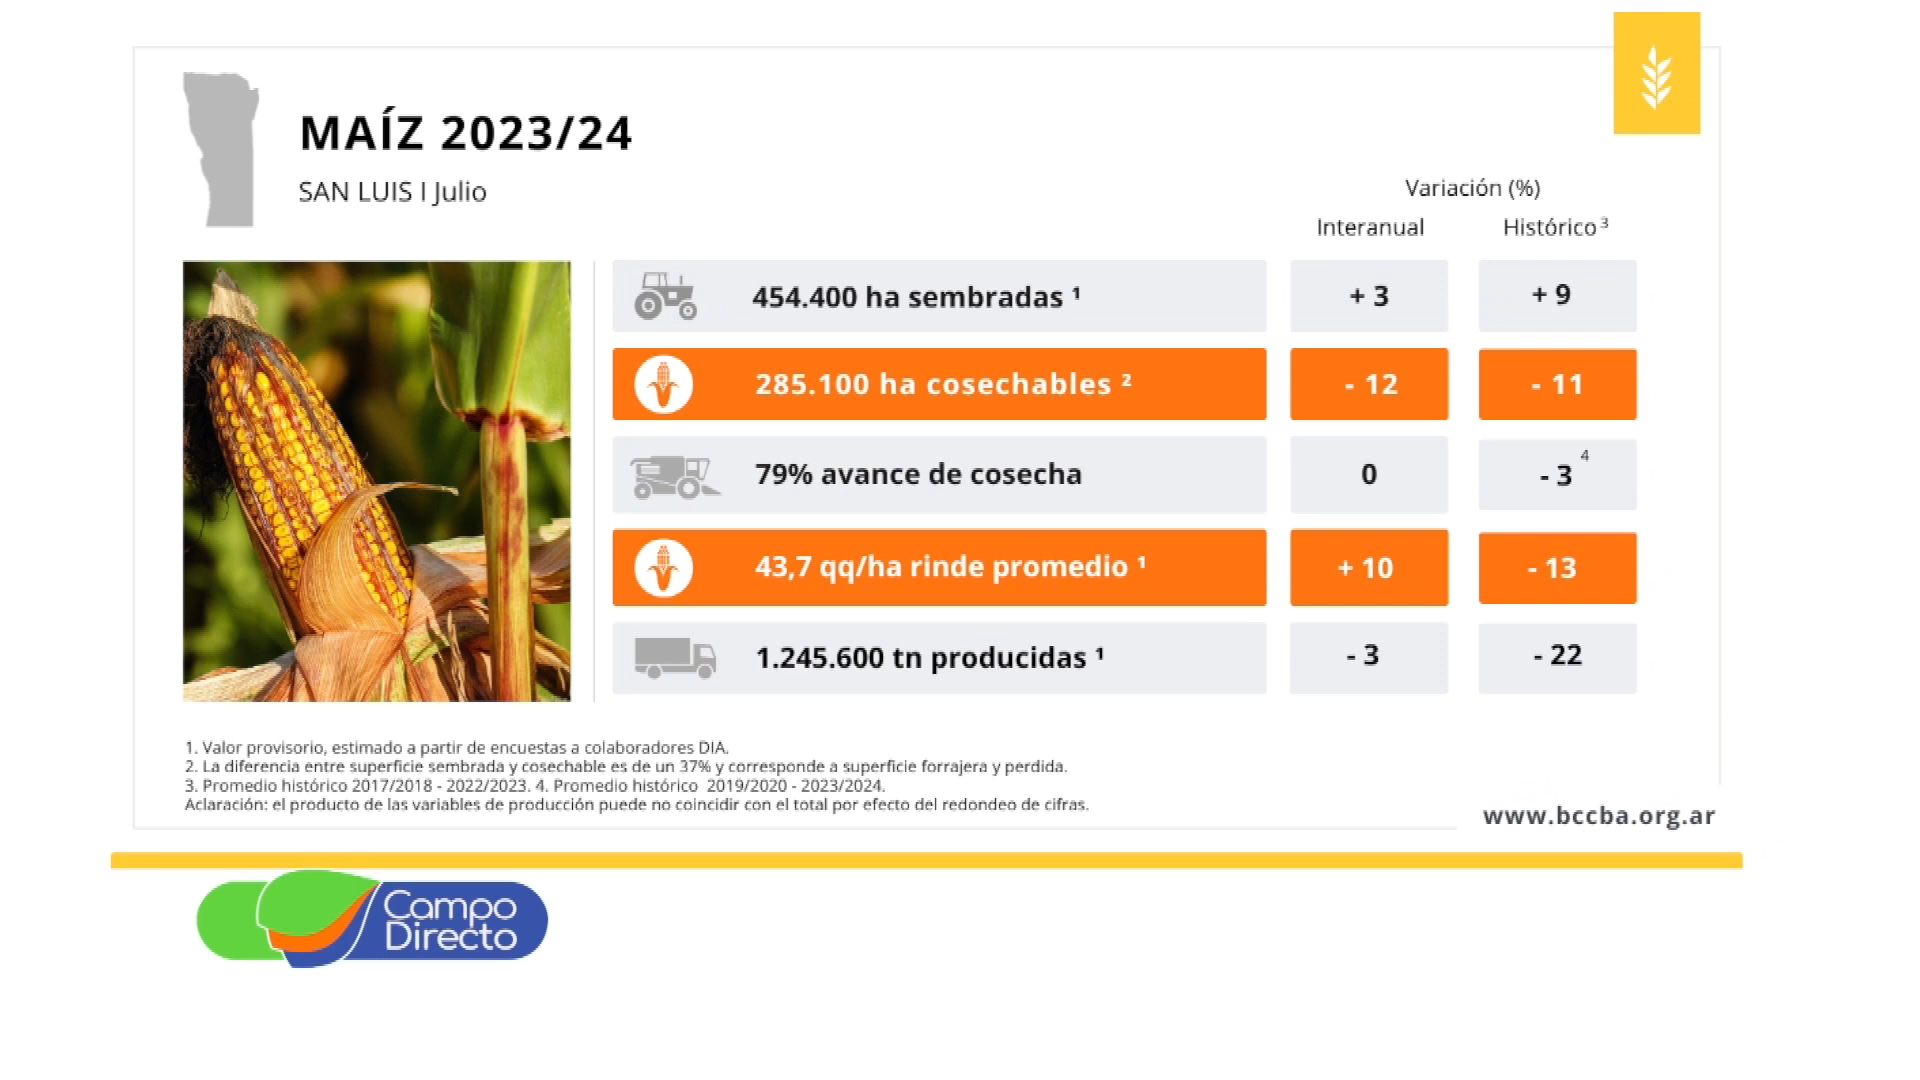 MAÍZ 2023/24
SAN LUIS I Julio
Variación (%)
Interanual Histórico ³
454.400 ha sembradas ¹ + 3 + 9
285.100 ha cosechables ² - 12 - 11
79% avance de cosecha 0 - 3 ⁴
43,7 qq/ha rinde promedio ¹ + 10 - 13
1.245.600 tn producidas ¹ - 3 - 22
1. Valor provisorio, estimado a partir de encuestas a colaboradores DIA.
2. La diferencia entre superficie sembrada y cosechable es de un 37% y corresponde a superficie forrajera y perdida.
3. Promedio histórico 2017/2018 - 2022/2023. 4. Promedio histórico 2019/2020 - 2023/2024.
Aclaración: el producto de las variables de producción puede no coincidir con el total por efecto del redondeo de cifras.
www.bccba.org.ar
Campo
Directo